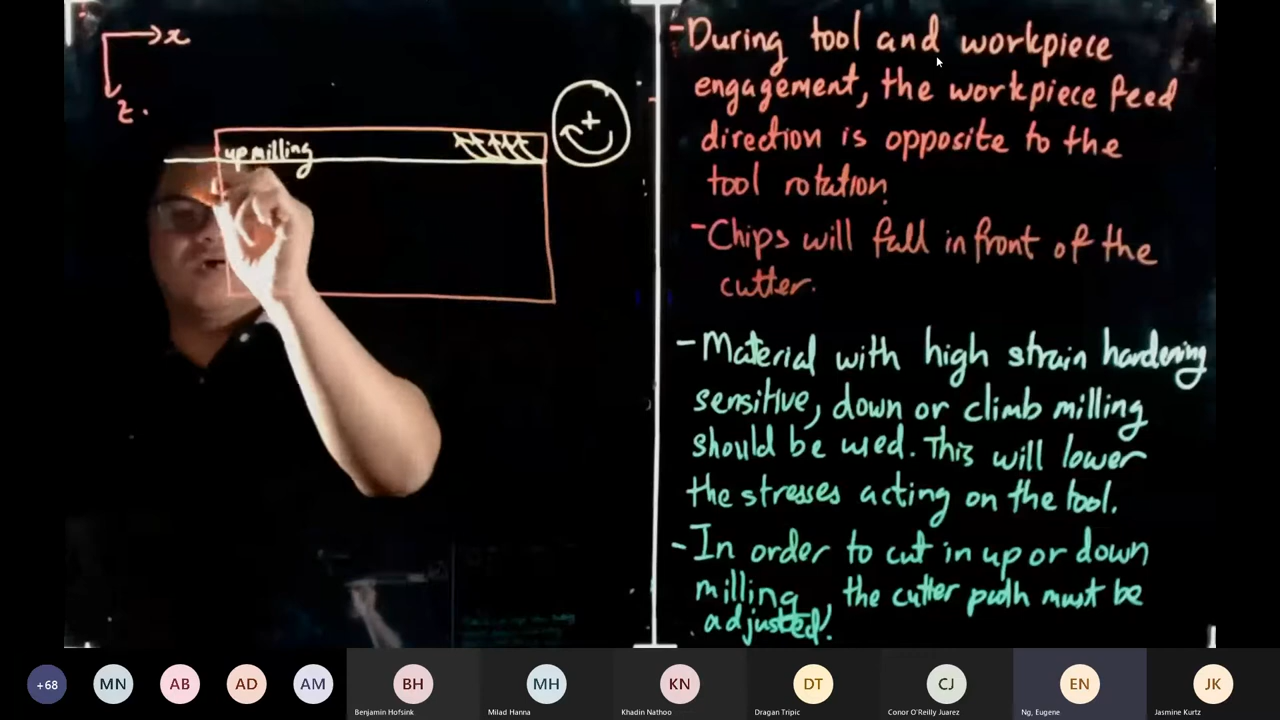 x
z.
up milling
+
-During tool and workpiece
engagement, the workpiece feed
direction is opposite to the
tool rotation.
-Chips will fall in front of the
cutter.
-Material with high strain hardening
sensitive, down or climb milling
should be used. This will lower
the stresses acting on the tool.
-In order to cut in up or down
milling, the cutter path must be
adjusted!
+68
MN
AB
AD
AM
BH
Benjamin Hofsink
MH
Milad Hanna
KN
Khadin Nathoo
DT
Dragan Tripic
CJ
Conor O'Reilly Juarez
EN
Ng, Eugene
JK
Jasmine Kurtz